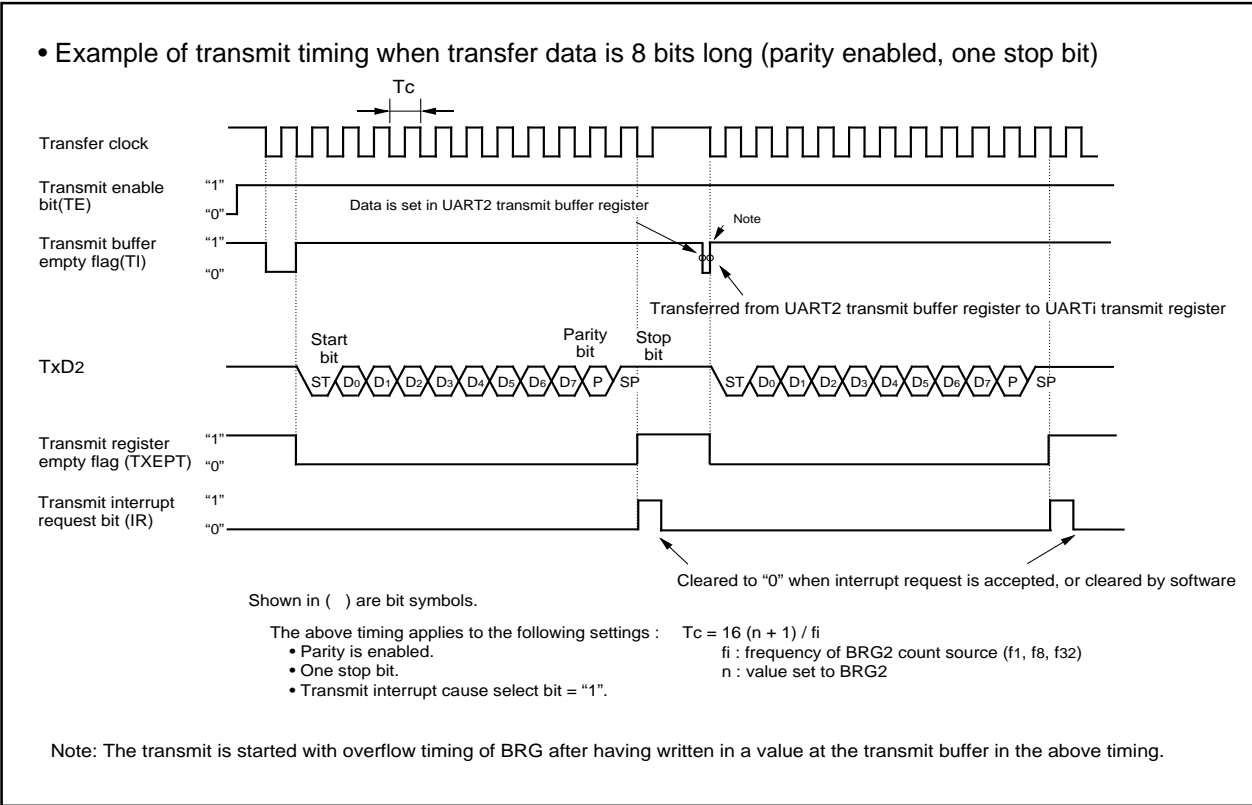 • Example of transmit timing when transfer data is 8 bits long (parity enabled, one stop bit)
Tc
Transfer clock
Transmit enable
bit(TE)
“1”
“0”
Data is set in UART2 transmit buffer register
Note
Transmit buffer
empty flag(TI)
“1”
“0”
Transferred from UART2 transmit buffer register to UARTi transmit register
Start
bit
Parity
bit
Stop
bit
TxD2
ST D0 D1 D2 D3 D4 D5 D6 D7 P SP
ST D0 D1 D2 D3 D4 D5 D6 D7 P SP
Transmit register
empty flag (TXEPT)
“1”
“0”
Transmit interrupt
request bit (IR)
“1”
“0”
Cleared to “0” when interrupt request is accepted, or cleared by software
Shown in ( ) are bit symbols.
The above timing applies to the following settings :
• Parity is enabled.
• One stop bit.
• Transmit interrupt cause select bit = “1”.
Tc = 16 (n + 1) / fi
fi : frequency of BRG2 count source (f1, f8, f32)
n : value set to BRG2
Note: The transmit is started with overflow timing of BRG after having written in a value at the transmit buffer in the above timing.